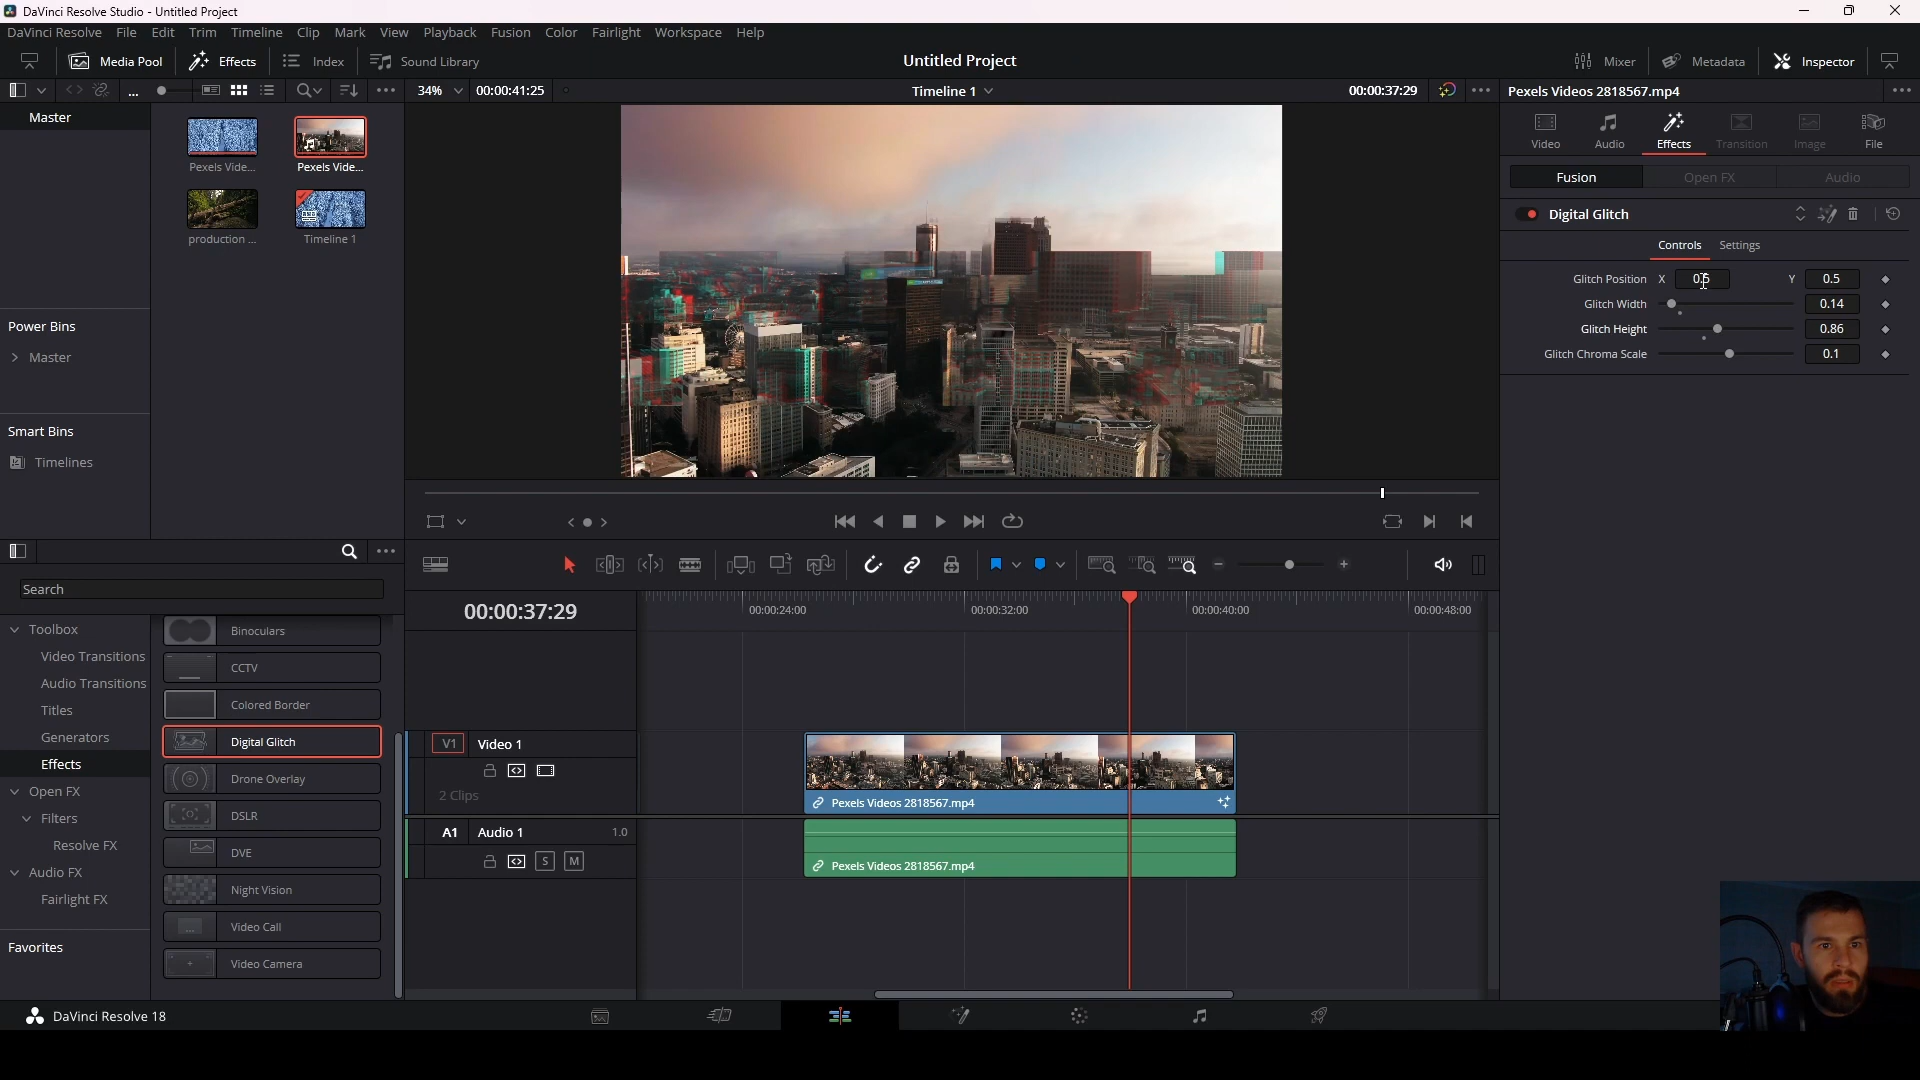 DaVinci Resolve Studio - Untitled Project
DaVinci Resolve File Edit Trim Timeline Clip Mark View Playback Fusion Color Fairlight Workspace Help
Media Pool Effects Index Sound Library Untitled Project Mixer Metadata Inspector
... 34% 00:00:41:25 Timeline 1 00:00:37:29 Pexels Videos 2818567.mp4
Master
Pexels Vide...
Pexels Vide...
production ...
Timeline 1
Power Bins
Master
Smart Bins
Timelines
Video Audio Effects Transition Image File
Fusion Open FX Audio
Digital Glitch
Controls Settings
Glitch Position X 0.5 Y 0.5
Glitch Width 0.14
Glitch Height 0.86
Glitch Chroma Scale 0.1
Search
Toolbox
Video Transitions
Audio Transitions
Titles
Generators
Effects
Open FX
Filters
Resolve FX
Audio FX
Fairlight FX
Favorites
Binoculars
CCTV
Colored Border
Digital Glitch
Drone Overlay
DSLR
DVE
Night Vision
Video Call
Video Camera
00:00:37:29
00:00:24:00 00:00:32:00 00:00:40:00 00:00:48:00
V1 Video 1
2 Clips
Pexels Videos 2818567.mp4
A1 Audio 1 1.0
S M
Pexels Videos 2818567.mp4
DaVinci Resolve 18